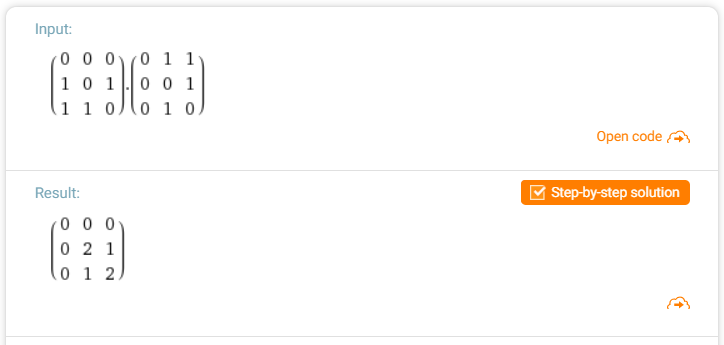 Input:
0 0 0 0 1 1
1 0 1 . 0 0 1
1 1 0 0 1 0
Open code
Result:
Step-by-step solution
0 0 0
0 2 1
0 1 2